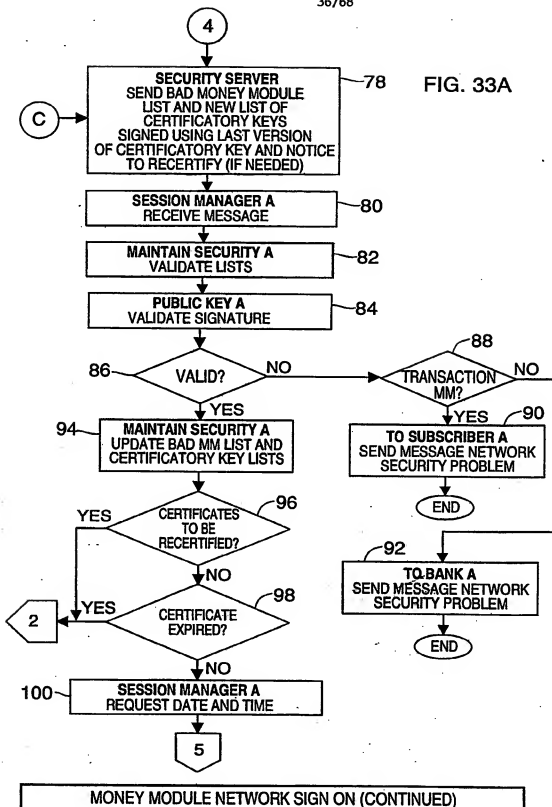 36/68
4
FIG. 33A
C
SECURITY SERVER
SEND BAD MONEY MODULE
LIST AND NEW LIST OF
CERTIFICATORY KEYS
SIGNED USING LAST VERSION
OF CERTIFICATORY KEY AND NOTICE
TO RECERTIFY (IF NEEDED)
78
SESSION MANAGER A
RECEIVE MESSAGE
80
MAINTAIN SECURITY A
VALIDATE LISTS
82
PUBLIC KEY A
VALIDATE SIGNATURE
84
86
VALID?
NO
YES
88
TRANSACTION
MM?
NO
YES
90
TO SUBSCRIBER A
SEND MESSAGE NETWORK
SECURITY PROBLEM
END
94
MAINTAIN SECURITY A
UPDATE BAD MM LIST AND
CERTIFICATORY KEY LISTS
96
CERTIFICATES
TO BE
RECERTIFIED?
YES
NO
92
TO BANK A
SEND MESSAGE NETWORK
SECURITY PROBLEM
END
98
CERTIFICATE
EXPIRED?
YES
2
NO
100
SESSION MANAGER A
REQUEST DATE AND TIME
5
MONEY MODULE NETWORK SIGN ON (CONTINUED)